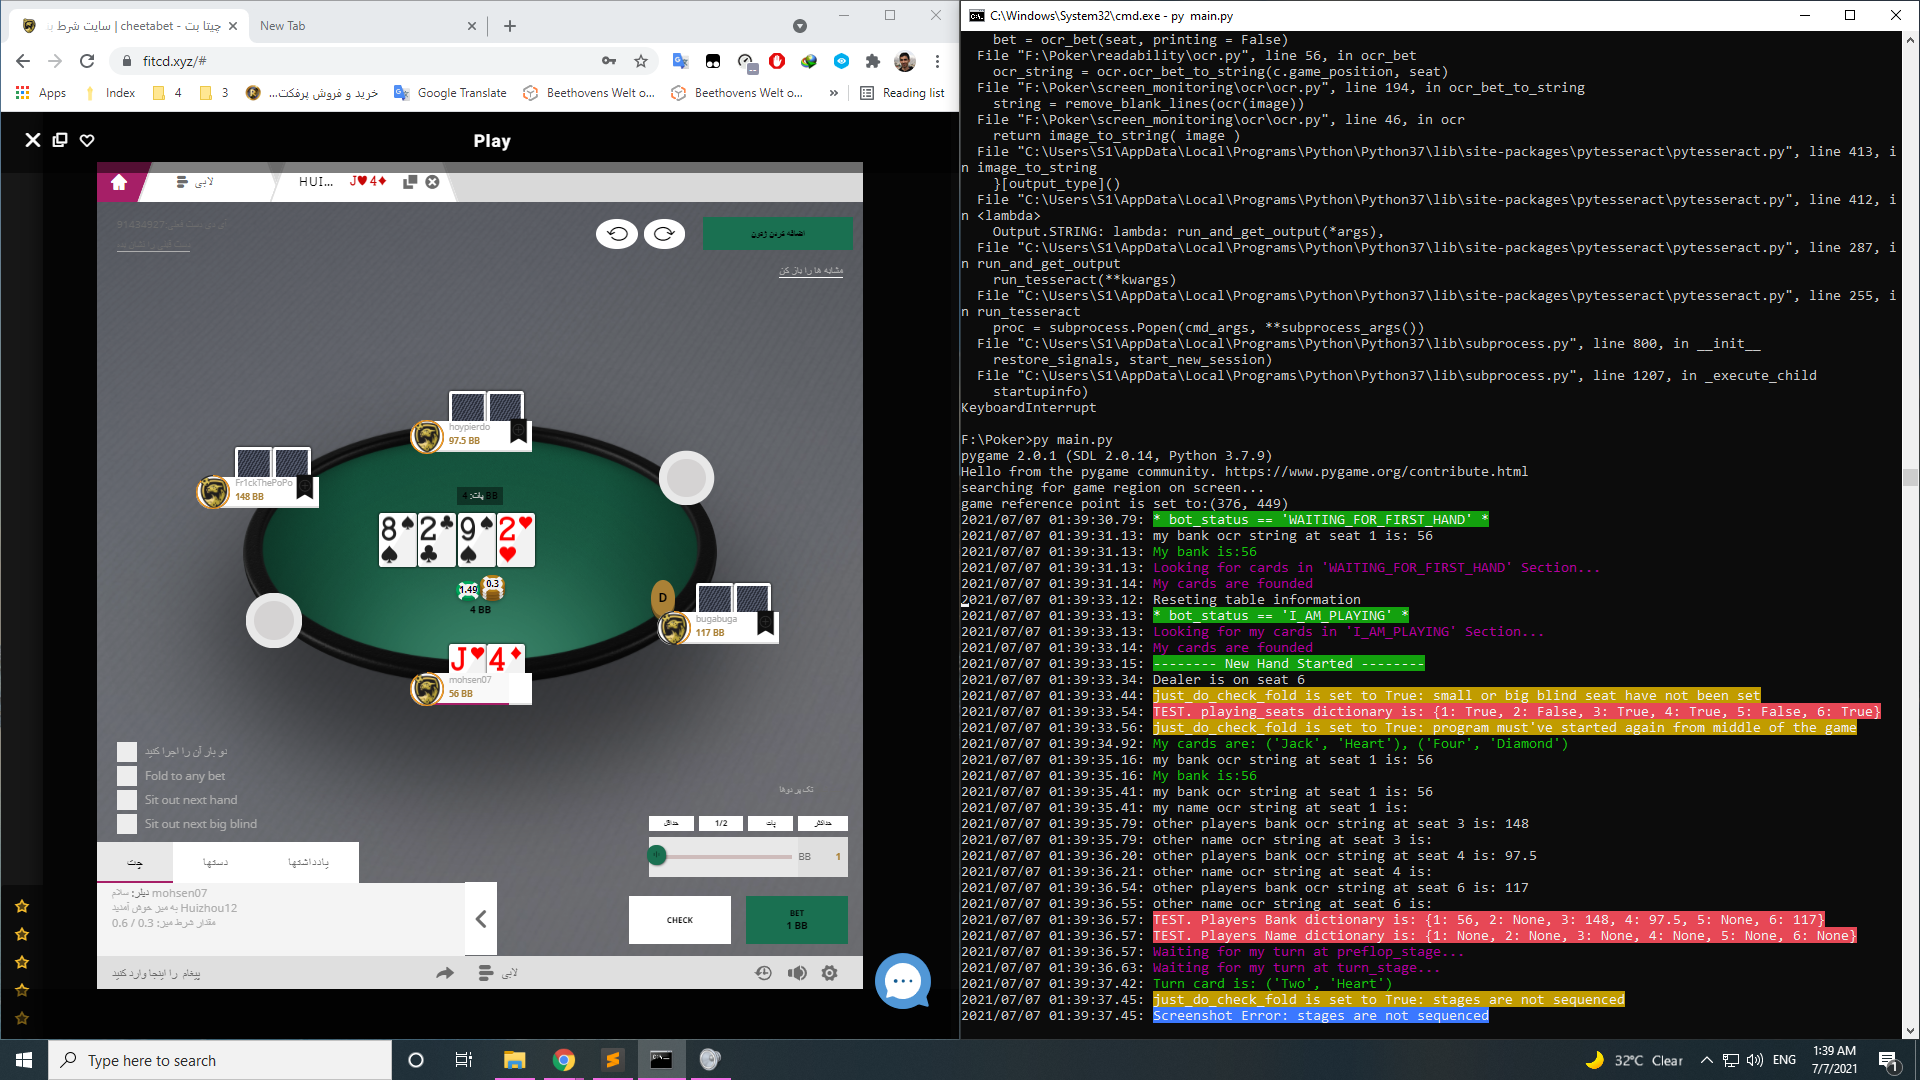 چیتا بت - cheetabet | سایت شرط
New Tab
fitcd.xyz/#
Apps
Index
4
3
خرید و فروش پرفکت...
Google Translate
Beethovens Welt o...
Beethovens Welt o...
»
Reading list
Play
لابی
HUI...
J♥4♦
91434927
اضافه کردن ژتون
مشابه ها را باز کن
hoypierdo
97.5 BB
Fr1ckThePoPo
148 BB
پات: 4 BB
8♠
2♣
9♠
2♥
1.49
0.3
4 BB
D
bugabuga
117 BB
J♥
4♦
mohsen07
56 BB
دو بار آن را اجرا کنید
Fold to any bet
Sit out next hand
Sit out next big blind
تک پر نوها
حداقل
1/2
پات
حداکثر
BB
1
چت
دستها
یادداشتها
دیلر: سلام mohsen07
به میز خوش آمدید Huizhou12
مقدار شرط میز: 0.3 / 0.6
CHECK
BET
1 BB
پیغام را اینجا وارد کنید
لابی
C:\Windows\System32\cmd.exe - py main.py
bet = ocr_bet(seat, printing = False)
File "F:\Poker\readability\ocr.py", line 56, in ocr_bet
ocr_string = ocr.ocr_bet_to_string(c.game_position, seat)
File "F:\Poker\screen_monitoring\ocr\ocr.py", line 194, in ocr_bet_to_string
string = remove_blank_lines(ocr(image))
File "F:\Poker\screen_monitoring\ocr\ocr.py", line 46, in ocr
return image_to_string( image )
File "C:\Users\S1\AppData\Local\Programs\Python\Python37\lib\site-packages\pytesseract\pytesseract.py", line 413, i
n image_to_string
}[output_type]()
File "C:\Users\S1\AppData\Local\Programs\Python\Python37\lib\site-packages\pytesseract\pytesseract.py", line 412, i
n <lambda>
Output.STRING: lambda: run_and_get_output(*args),
File "C:\Users\S1\AppData\Local\Programs\Python\Python37\lib\site-packages\pytesseract\pytesseract.py", line 287, i
n run_and_get_output
run_tesseract(**kwargs)
File "C:\Users\S1\AppData\Local\Programs\Python\Python37\lib\site-packages\pytesseract\pytesseract.py", line 255, i
n run_tesseract
proc = subprocess.Popen(cmd_args, **subprocess_args())
File "C:\Users\S1\AppData\Local\Programs\Python\Python37\lib\subprocess.py", line 800, in __init__
restore_signals, start_new_session)
File "C:\Users\S1\AppData\Local\Programs\Python\Python37\lib\subprocess.py", line 1207, in _execute_child
startupinfo)
KeyboardInterrupt
F:\Poker>py main.py
pygame 2.0.1 (SDL 2.0.14, Python 3.7.9)
Hello from the pygame community. https://www.pygame.org/contribute.html
searching for game region on screen...
game reference point is set to:(376, 449)
2021/07/07 01:39:30.79: * bot_status == 'WAITING_FOR_FIRST_HAND' *
2021/07/07 01:39:31.13: my bank ocr string at seat 1 is: 56
2021/07/07 01:39:31.13: My bank is:56
2021/07/07 01:39:31.13: Looking for cards in 'WAITING_FOR_FIRST_HAND' Section...
2021/07/07 01:39:31.14: My cards are founded
2021/07/07 01:39:33.12: Reseting table information
2021/07/07 01:39:33.13: * bot_status == 'I_AM_PLAYING' *
2021/07/07 01:39:33.13: Looking for my cards in 'I_AM_PLAYING' Section...
2021/07/07 01:39:33.14: My cards are founded
2021/07/07 01:39:33.15: -------- New Hand Started --------
2021/07/07 01:39:33.34: Dealer is on seat 6
2021/07/07 01:39:33.44: just_do_check_fold is set to True: small or big blind seat have not been set
2021/07/07 01:39:33.54: TEST. playing_seats dictionary is: {1: True, 2: False, 3: True, 4: True, 5: False, 6: True}
2021/07/07 01:39:33.56: just_do_check_fold is set to True: program must've started again from middle of the game
2021/07/07 01:39:34.92: My cards are: ('Jack', 'Heart'), ('Four', 'Diamond')
2021/07/07 01:39:35.16: my bank ocr string at seat 1 is: 56
2021/07/07 01:39:35.16: My bank is:56
2021/07/07 01:39:35.41: my bank ocr string at seat 1 is: 56
2021/07/07 01:39:35.41: my name ocr string at seat 1 is:
2021/07/07 01:39:35.79: other players bank ocr string at seat 3 is: 148
2021/07/07 01:39:35.79: other name ocr string at seat 3 is:
2021/07/07 01:39:36.20: other players bank ocr string at seat 4 is: 97.5
2021/07/07 01:39:36.21: other name ocr string at seat 4 is:
2021/07/07 01:39:36.54: other players bank ocr string at seat 6 is: 117
2021/07/07 01:39:36.55: other name ocr string at seat 6 is:
2021/07/07 01:39:36.57: TEST. Players Bank dictionary is: {1: 56, 2: None, 3: 148, 4: 97.5, 5: None, 6: 117}
2021/07/07 01:39:36.57: TEST. Players Name dictionary is: {1: None, 2: None, 3: None, 4: None, 5: None, 6: None}
2021/07/07 01:39:36.57: Waiting for my turn at preflop_stage...
2021/07/07 01:39:36.63: Waiting for my turn at turn_stage...
2021/07/07 01:39:37.42: Turn card is: ('Two', 'Heart')
2021/07/07 01:39:37.45: just_do_check_fold is set to True: stages are not sequenced
2021/07/07 01:39:37.45: Screenshot Error: stages are not sequenced
Type here to search
32°C Clear
ENG
1:39 AM
7/7/2021
1